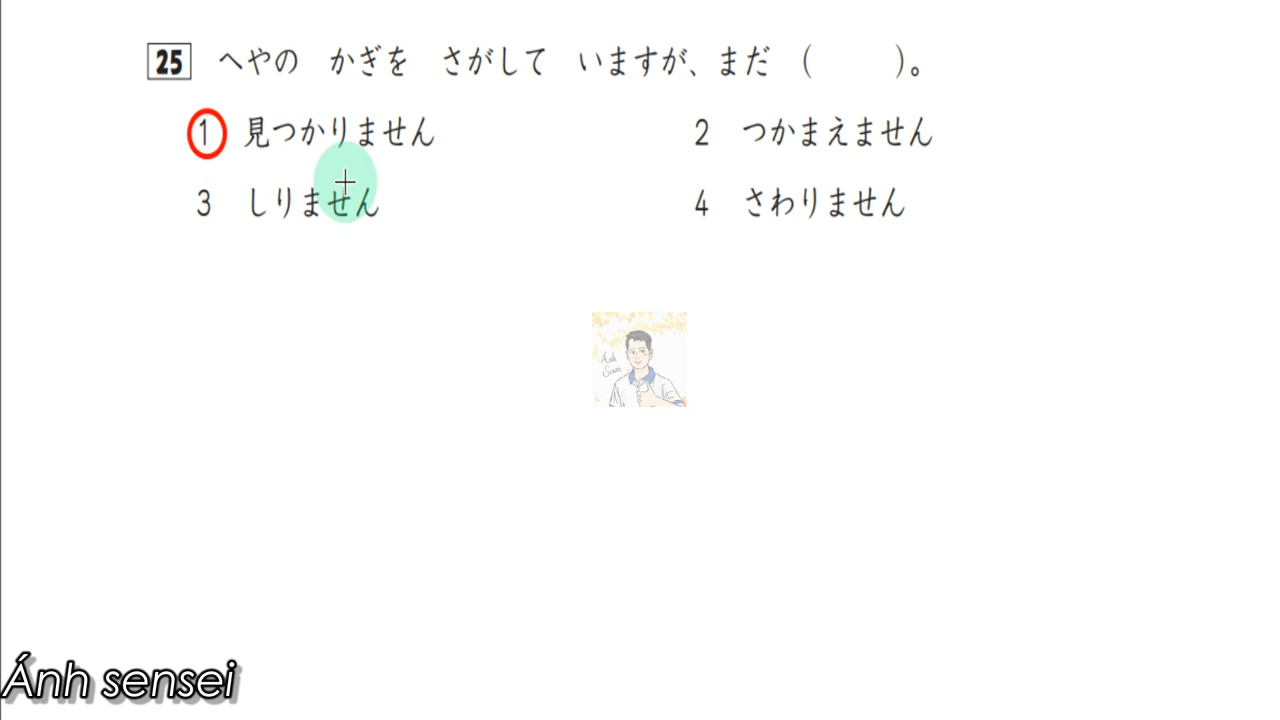 25 へやの かぎを さがして いますが、まだ ( )。
1 見つかりません 2 つかまえません
3 しりません 4 さわりません
Ánh
Sensei
Ánh sensei